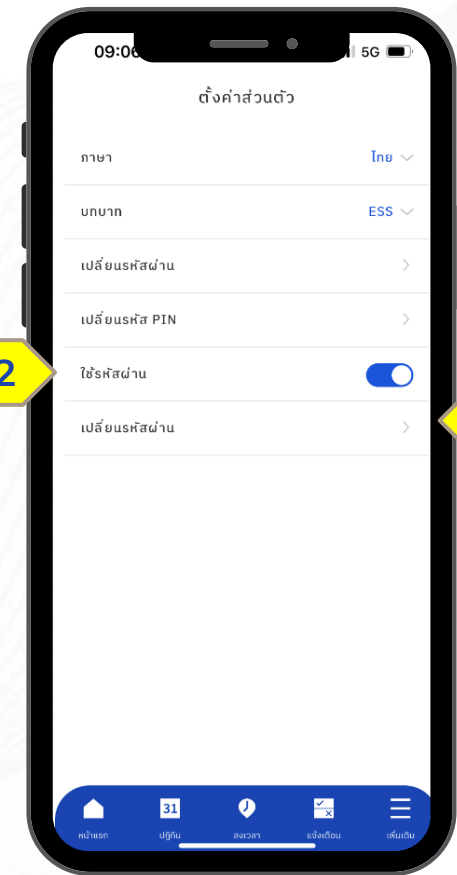 09:06
5G
ตั้งค่าส่วนตัว
ภาษา ไทย
บทบาท ESS
เปลี่ยนรหัสผ่าน
เปลี่ยนรหัส PIN
2 ใช้รหัสผ่าน
เปลี่ยนรหัสผ่าน
31
หน้าแรก ปฏิทิน ลงเวลา แจ้งเตือน เพิ่มเติม